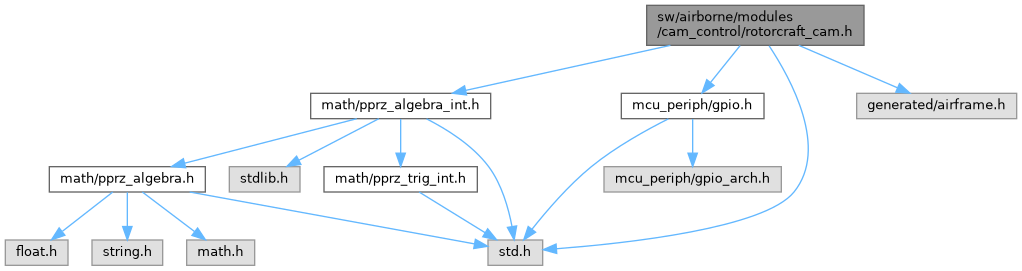 sw/airborne/modules
/cam_control/rotorcraft_cam.h
math/pprz_algebra_int.h
mcu_periph/gpio.h
generated/airframe.h
math/pprz_algebra.h
stdlib.h
math/pprz_trig_int.h
mcu_periph/gpio_arch.h
float.h
string.h
math.h
std.h